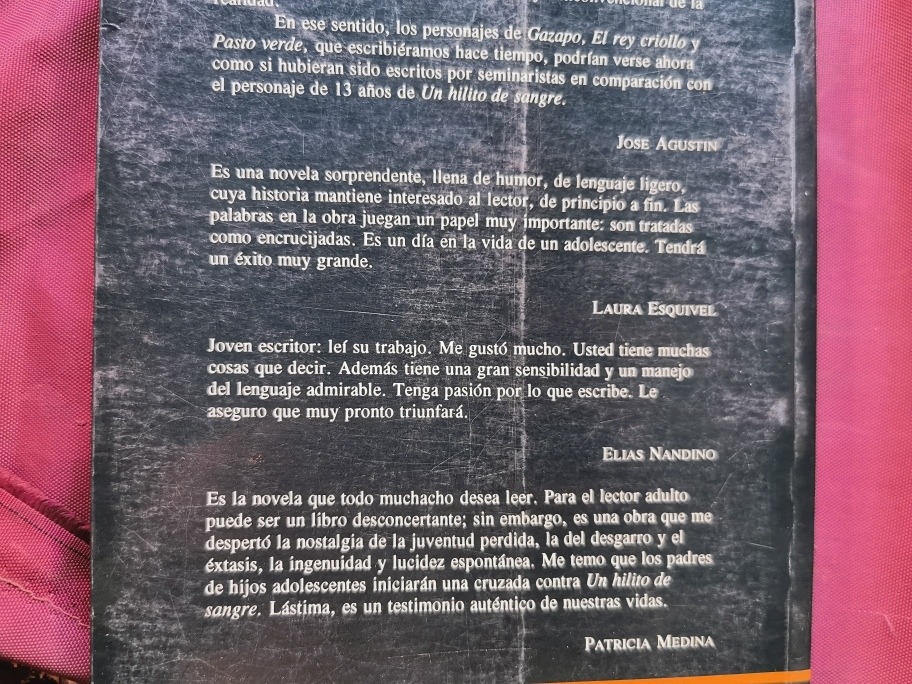 realidad.
En ese sentido, los personajes de Gazapo, El rey criollo y
Pasto verde, que escribiéramos hace tiempo, podrían verse ahora
como si hubieran sido escritos por seminaristas en comparación con
el personaje de 13 años de Un hilito de sangre.
JOSE AGUSTIN
Es una novela sorprendente, llena de humor, de lenguaje ligero,
cuya historia mantiene interesado al lector, de principio a fin. Las
palabras en la obra juegan un papel muy importante: son tratadas
como encrucijadas. Es un día en la vida de un adolescente. Tendrá
un éxito muy grande.
LAURA ESQUIVEL
Joven escritor: leí su trabajo. Me gustó mucho. Usted tiene muchas
cosas que decir. Además tiene una gran sensibilidad y un manejo
del lenguaje admirable. Tenga pasión por lo que escribe. Le
aseguro que muy pronto triunfará.
ELIAS NANDINO
Es la novela que todo muchacho desea leer. Para el lector adulto
puede ser un libro desconcertante; sin embargo, es una obra que me
despertó la nostalgia de la juventud perdida, la del desgarro y el
éxtasis, la ingenuidad y lucidez espontánea. Me temo que los padres
de hijos adolescentes iniciarán una cruzada contra Un hilito de
sangre. Lástima, es un testimonio auténtico de nuestras vidas.
PATRICIA MEDINA